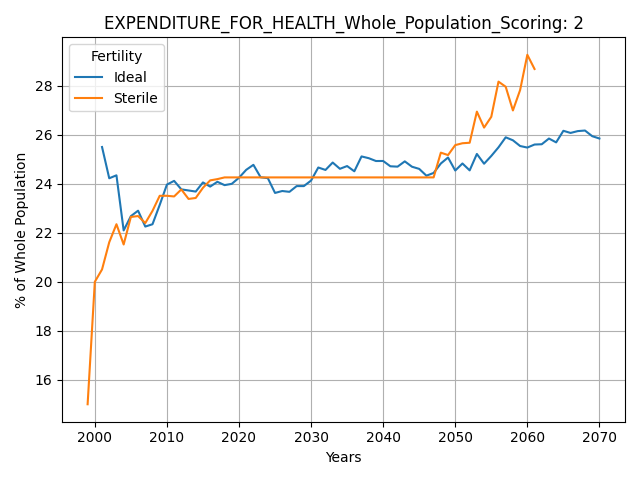 EXPENDITURE_FOR_HEALTH_Whole_Population_Scoring: 2
Fertility
Ideal
Sterile
% of Whole Population
28
26
24
22
20
18
16
2000 2010 2020 2030 2040 2050 2060 2070
Years